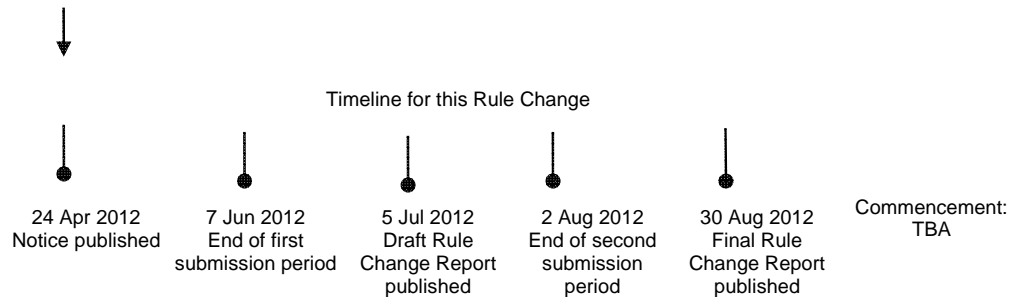 Timeline for this Rule Change
24 Apr 2012
Notice published
7 Jun 2012
End of first
submission period
5 Jul 2012
Draft Rule
Change Report
published
2 Aug 2012
End of second
submission
period
30 Aug 2012
Final Rule
Change Report
published
Commencement:
TBA